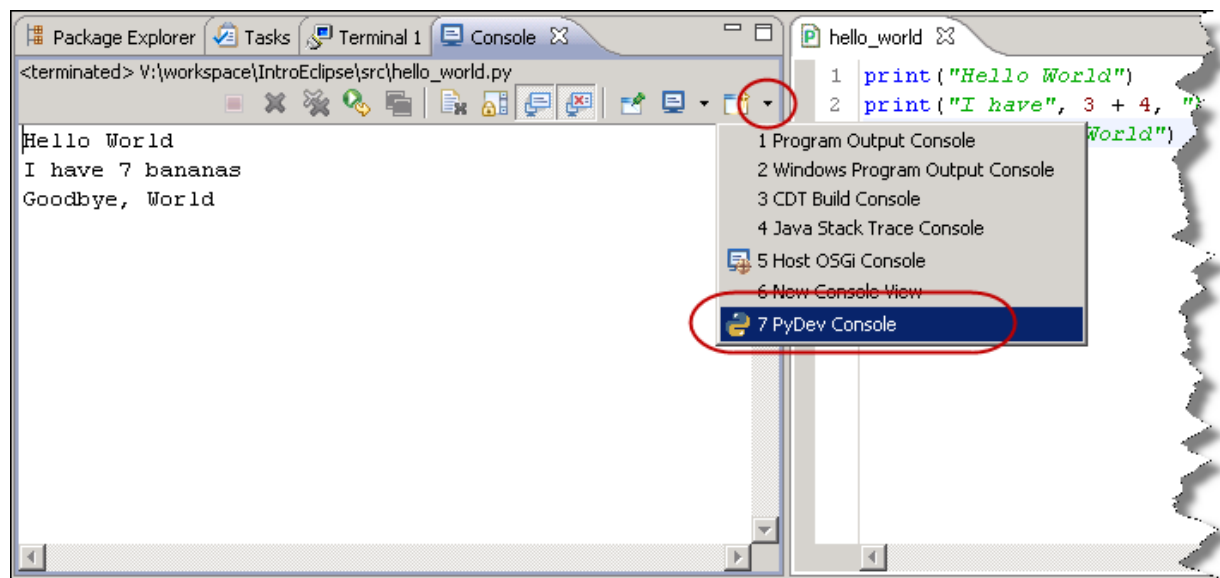 Package Explorer Tasks Terminal 1 Console
<terminated> V:\workspace\IntroEclipse\src\hello_world.py
Hello World
I have 7 bananas
Goodbye, World
1 Program Output Console
2 Windows Program Output Console
3 CDT Build Console
4 Java Stack Trace Console
5 Host OSGi Console
6 New Console View
7 PyDev Console
hello_world
1 print("Hello World")
2 print("I have", 3 + 4, "
World")